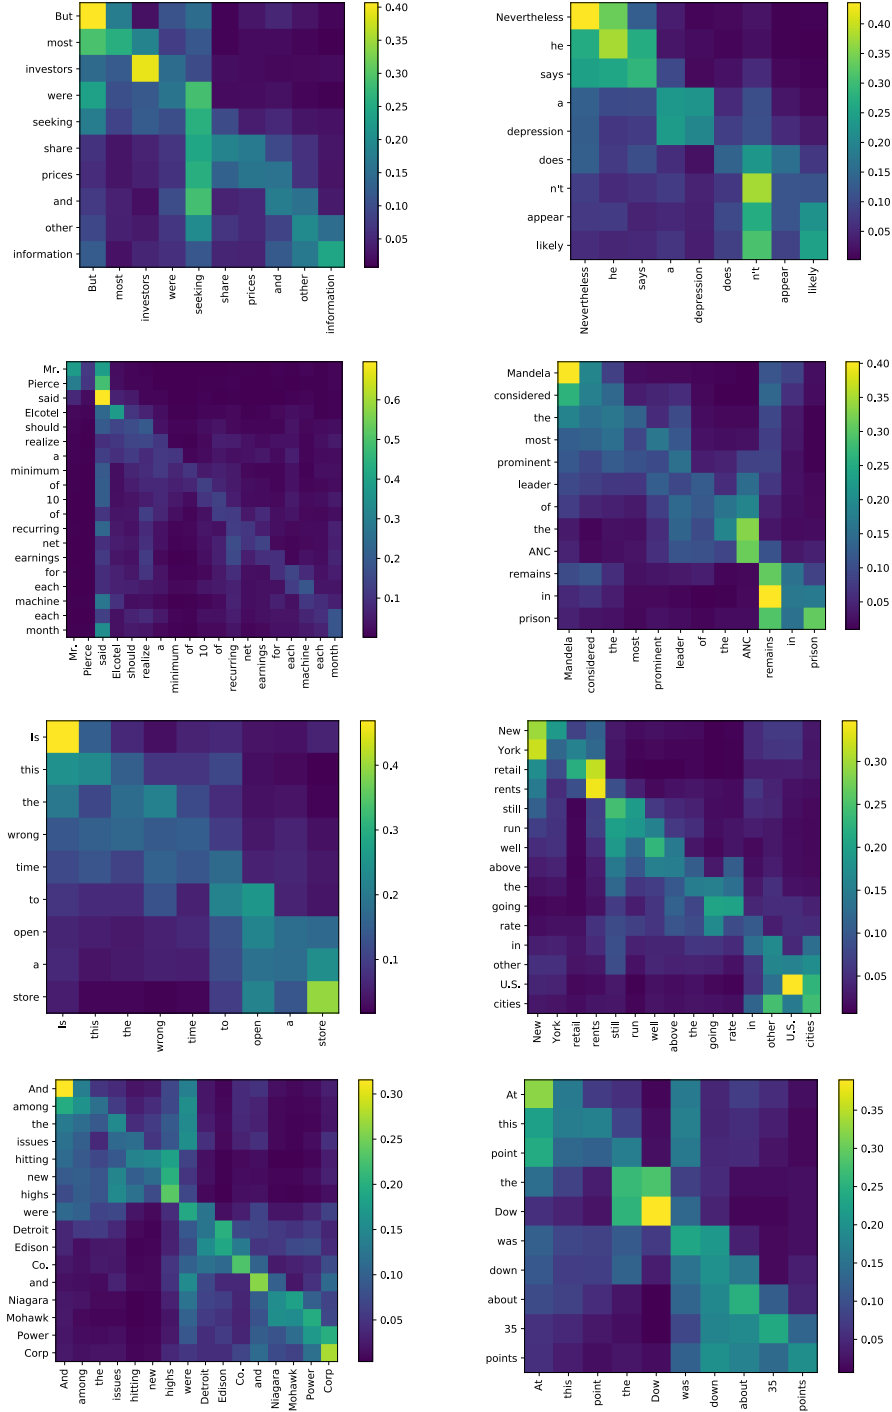 But
most
investors
were
seeking
share
prices
and
other
information
But most investors were seeking share prices and other information
0.40
0.35
0.30
0.25
0.20
0.15
0.10
0.05
Nevertheless
he
says
a
depression
does
n't
appear
likely
Nevertheless he says a depression does n't appear likely
0.40
0.35
0.30
0.25
0.20
0.15
0.10
0.05
Mr.
Pierce
said
Elcotel
should
realize
a
minimum
of
10
of
recurring
net
earnings
for
each
machine
each
month
Mr. Pierce said Elcotel should realize a minimum of 10 of recurring net earnings for each machine each month
0.6
0.5
0.4
0.3
0.2
0.1
Mandela
considered
the
most
prominent
leader
of
the
ANC
remains
in
prison
Mandela considered the most prominent leader of the ANC remains in prison
0.40
0.35
0.30
0.25
0.20
0.15
0.10
0.05
Is
this
the
wrong
time
to
open
a
store
Is this the wrong time to open a store
0.4
0.3
0.2
0.1
New
York
retail
rents
still
run
well
above
the
going
rate
in
other
U.S.
cities
New York retail rents still run well above the going rate in other U.S. cities
0.30
0.25
0.20
0.15
0.10
0.05
And
among
the
issues
hitting
new
highs
were
Detroit
Edison
Co.
and
Niagara
Mohawk
Power
Corp
And among the issues hitting new highs were Detroit Edison Co. and Niagara Mohawk Power Corp
0.30
0.25
0.20
0.15
0.10
0.05
At
this
point
the
Dow
was
down
about
35
points
At this point the Dow was down about 35 points
0.35
0.30
0.25
0.20
0.15
0.10
0.05